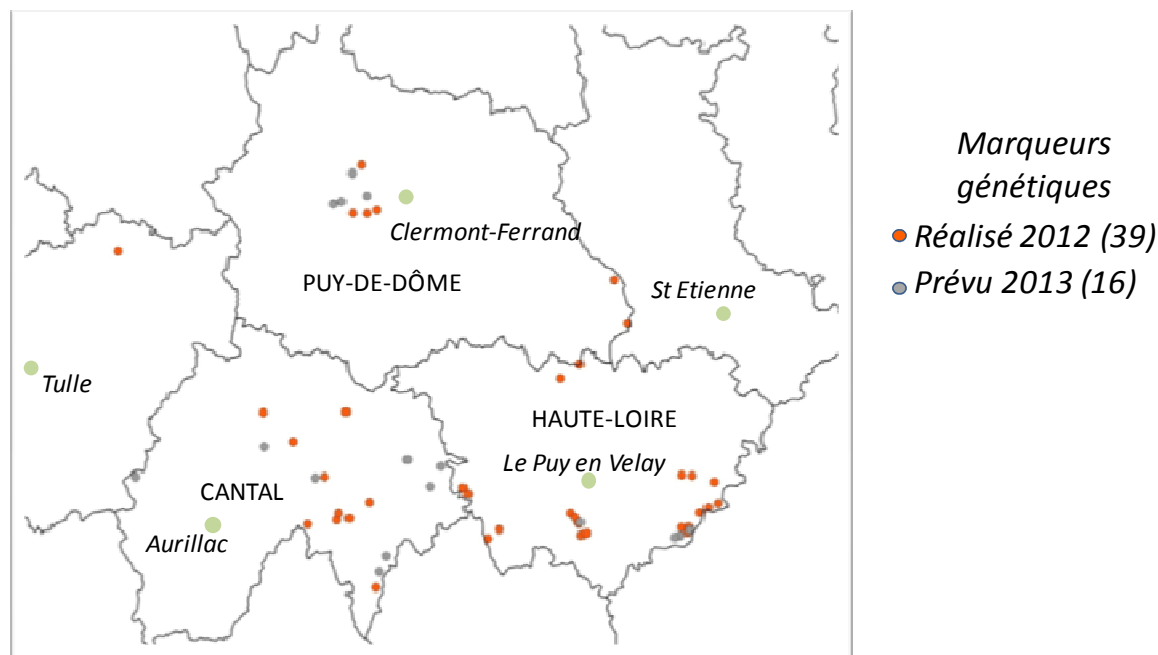 Clermont-Ferrand
PUY-DE-DÔME
St Etienne
Tulle
HAUTE-LOIRE
Le Puy en Velay
CANTAL
Aurillac
Marqueurs
génétiques
Réalisé 2012 (39)
Prévu 2013 (16)